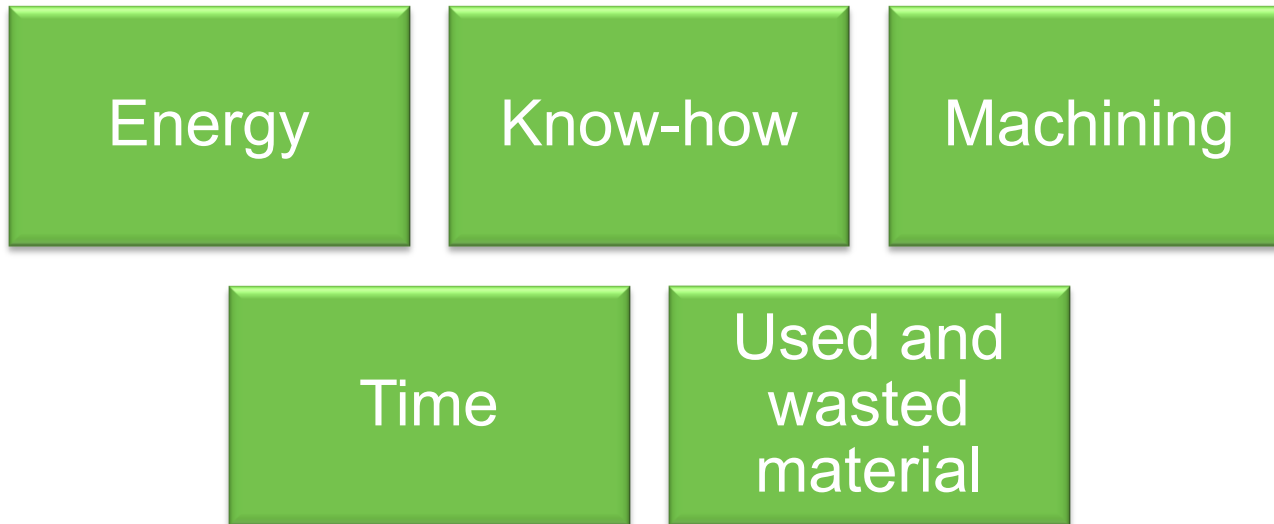 Energy
Know-how
Machining
Time
Used and
wasted
material